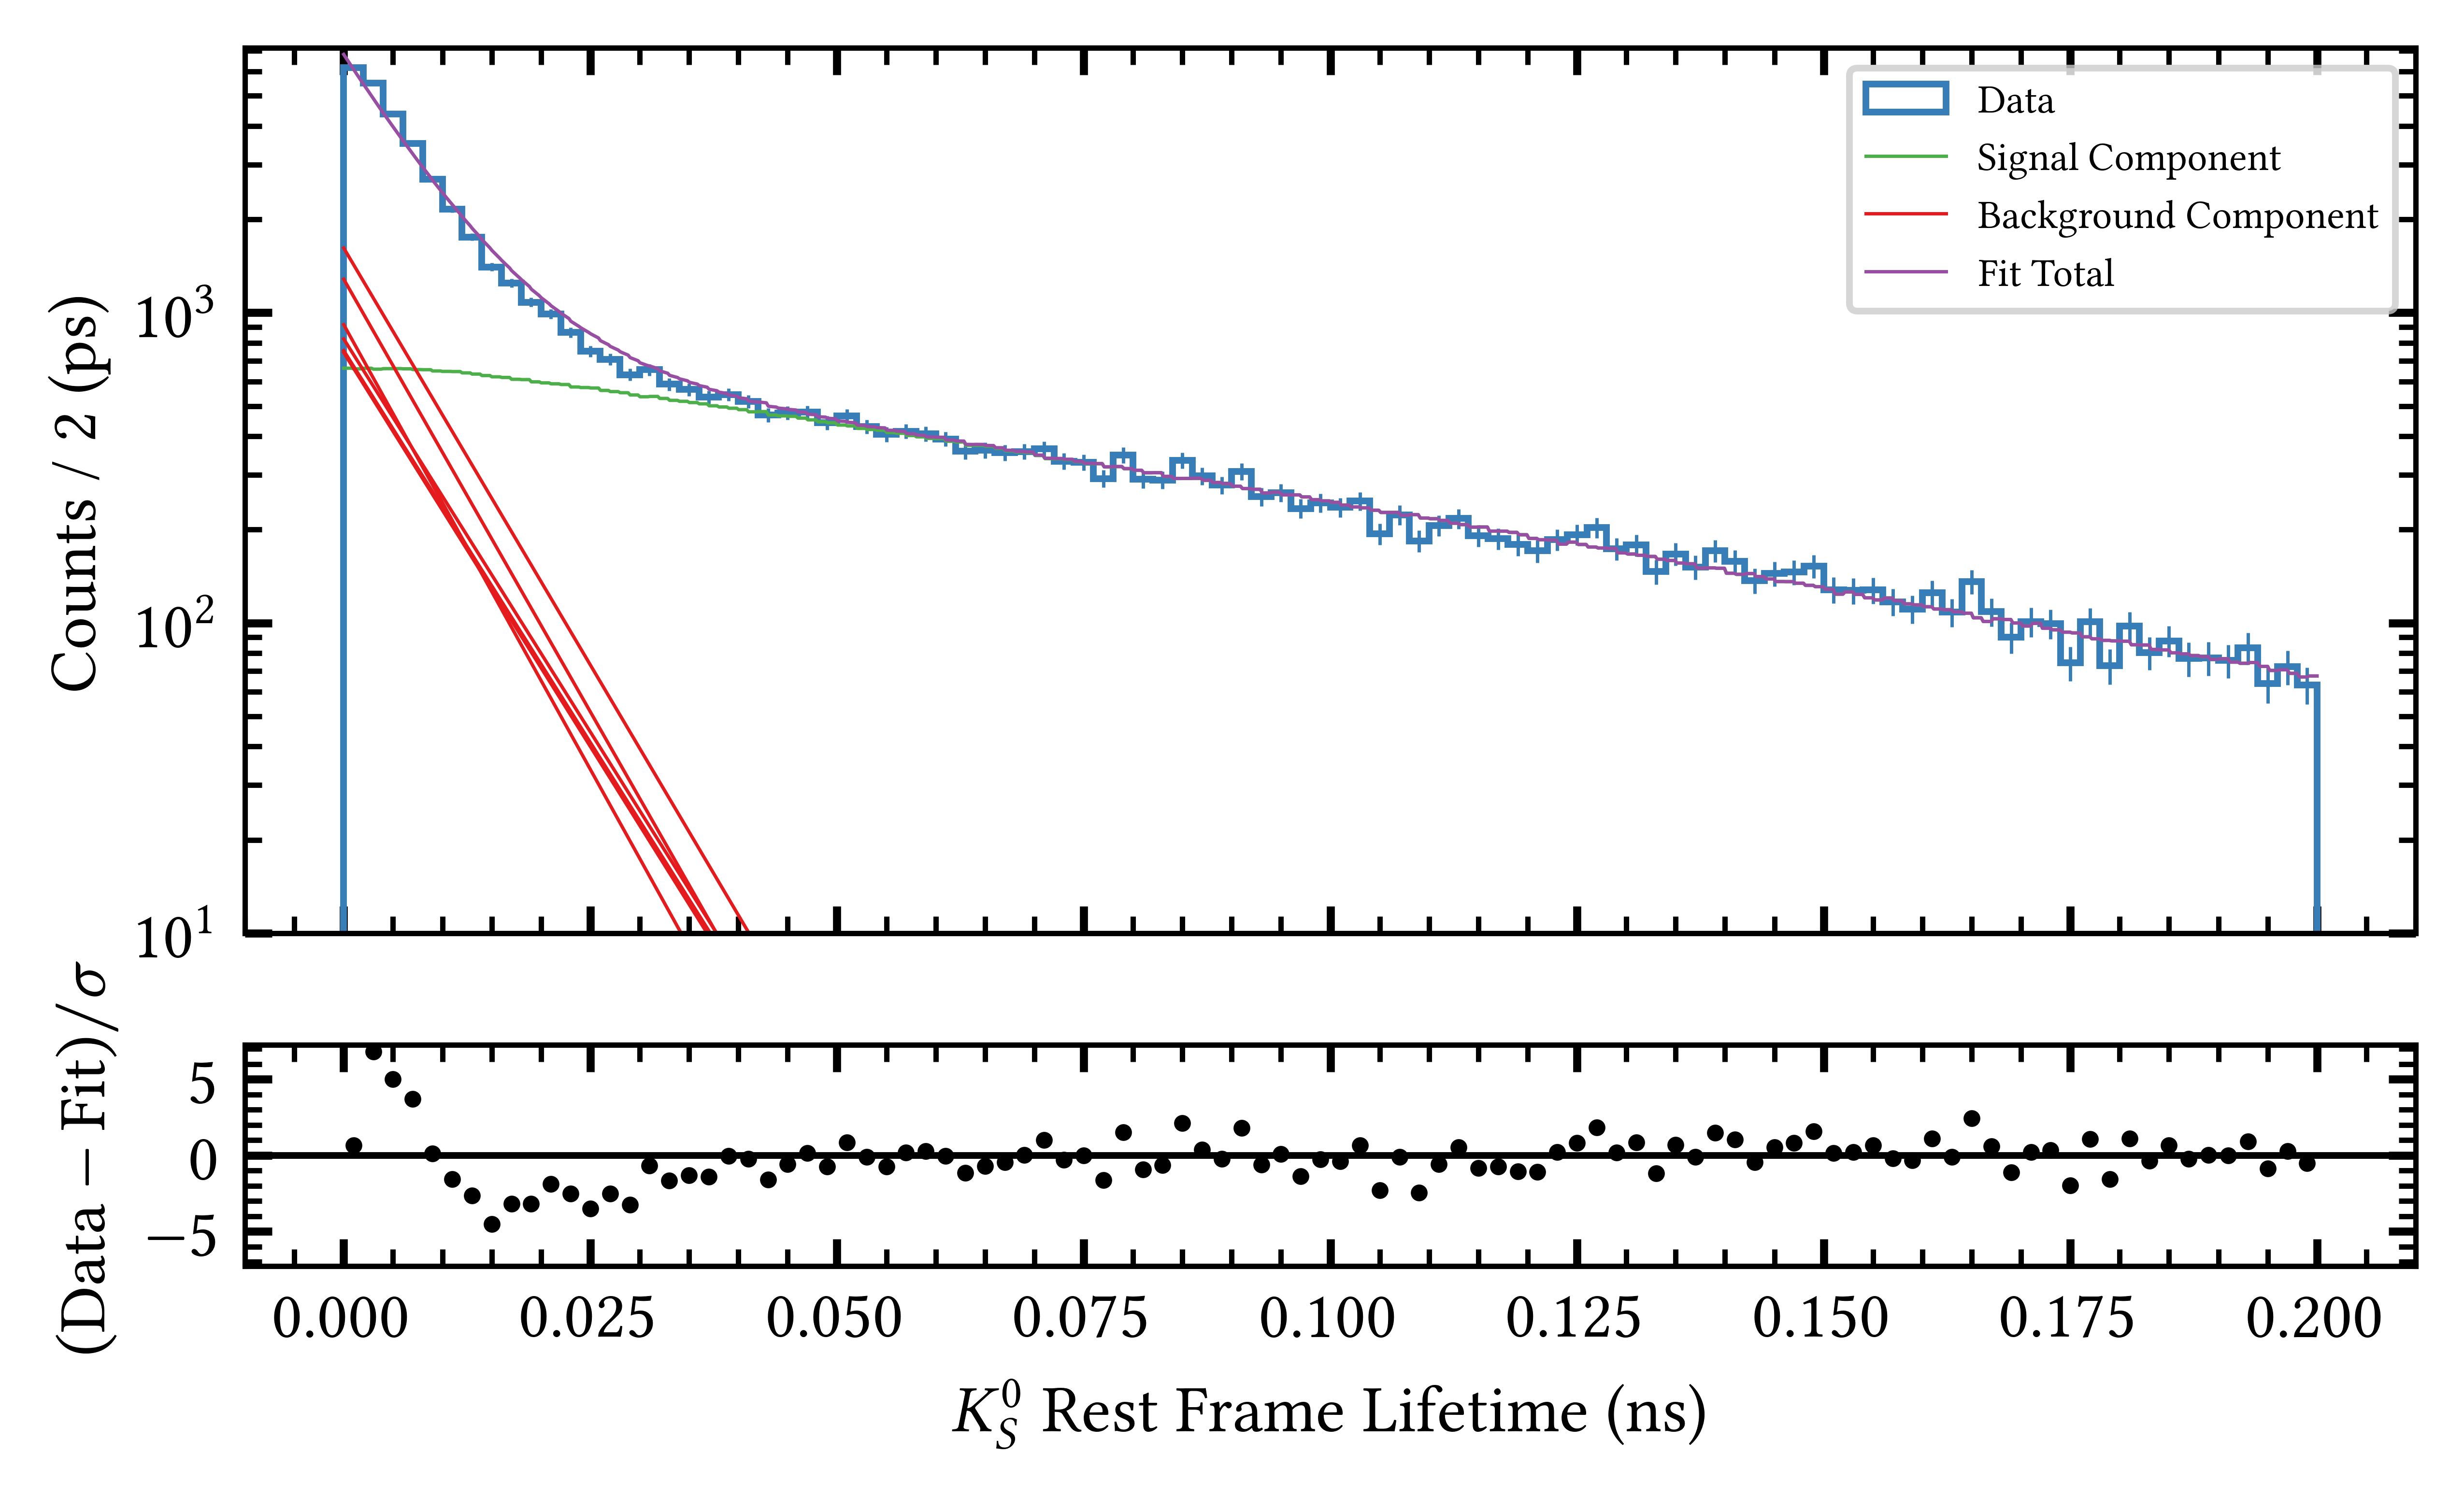 Counts / 2 (ps)
10³
10²
10¹
Data
Signal Component
Background Component
Fit Total
(Data − Fit)/σ
5
0
−5
0.000 0.025 0.050 0.075 0.100 0.125 0.150 0.175 0.200
K⁰_S Rest Frame Lifetime (ns)